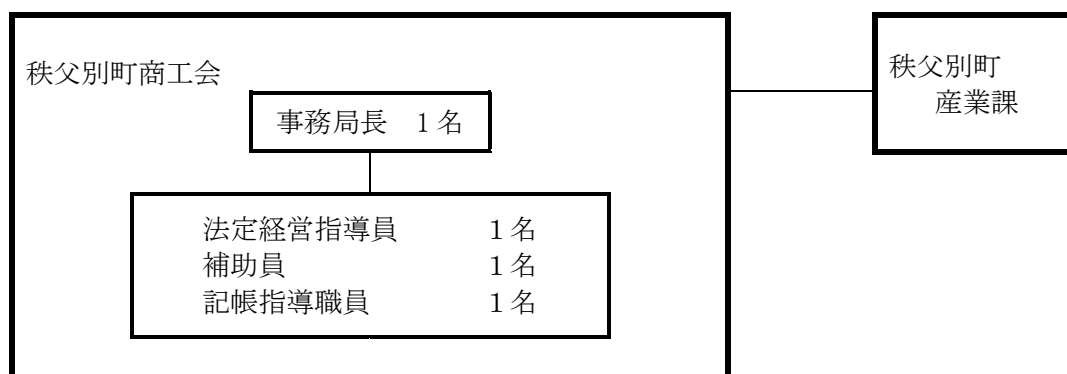 秩父別町商工会
事務局長 1名
法定経営指導員 1名
補助員 1名
記帳指導職員 1名
秩父別町
産業課